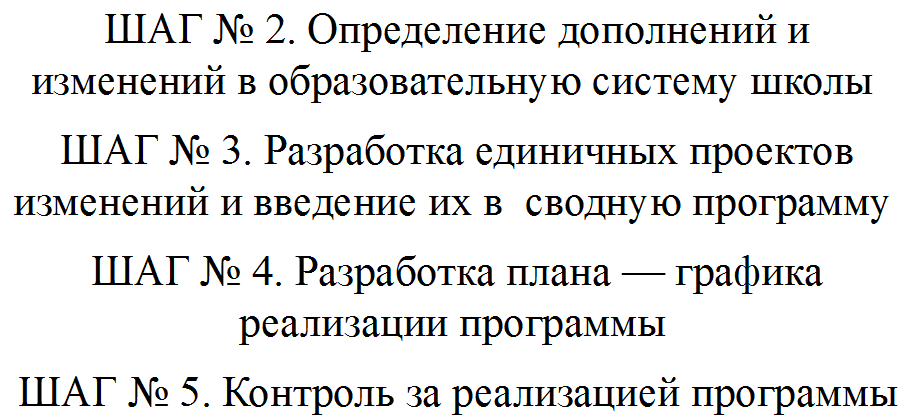 ШАГ № 2. Определение дополнений и
изменений в образовательную систему школы
ШАГ № 3. Разработка единичных проектов
изменений и введение их в  сводную программу
ШАГ № 4. Разработка плана — графика
реализации программы
ШАГ № 5. Контроль за реализацией программы